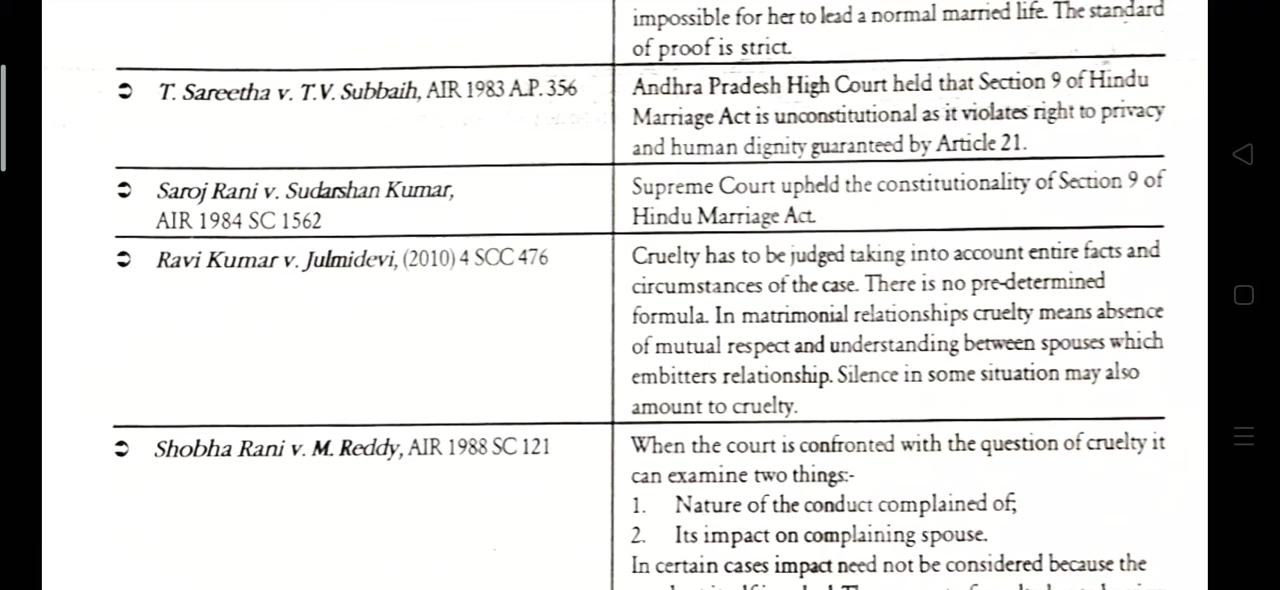 impossible for her to lead a normal married life. The standard
of proof is strict.
➲ T. Sareetha v. T.V. Subbaih, AIR 1983 A.P. 356
Andhra Pradesh High Court held that Section 9 of Hindu
Marriage Act is unconstitutional as it violates right to privacy
and human dignity guaranteed by Article 21.
➲ Saroj Rani v. Sudarshan Kumar,
AIR 1984 SC 1562
Supreme Court upheld the constitutionality of Section 9 of
Hindu Marriage Act.
➲ Ravi Kumar v. Julmidevi, (2010) 4 SCC 476
Cruelty has to be judged taking into account entire facts and
circumstances of the case. There is no pre-determined
formula. In matrimonial relationships cruelty means absence
of mutual respect and understanding between spouses which
embitters relationship. Silence in some situation may also
amount to cruelty.
➲ Shobha Rani v. M. Reddy, AIR 1988 SC 121
When the court is confronted with the question of cruelty it
can examine two things:-
1. Nature of the conduct complained of;
2. Its impact on complaining spouse.
In certain cases impact need not be considered because the